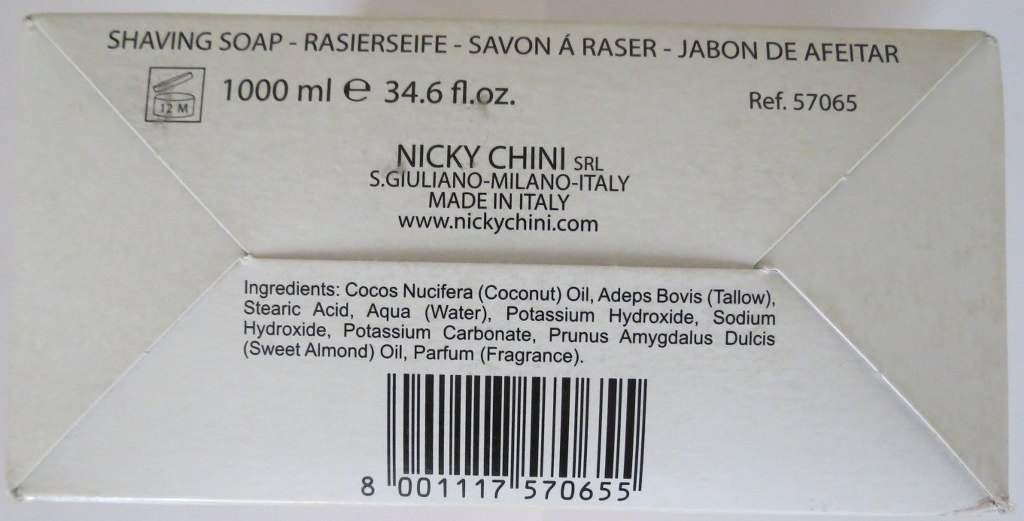 SHAVING SOAP - RASIERSEIFE - SAVON Á RASER - JABON DE AFEITAR
12 M
1000 ml ℮ 34.6 fl.oz.
Ref. 57065
NICKY CHINI SRL
S.GIULIANO-MILANO-ITALY
MADE IN ITALY
www.nickychini.com
Ingredients: Cocos Nucifera (Coconut) Oil, Adeps Bovis (Tallow),
Stearic Acid, Aqua (Water), Potassium Hydroxide, Sodium
Hydroxide, Potassium Carbonate, Prunus Amygdalus Dulcis
(Sweet Almond) Oil, Parfum (Fragrance).
8 001117 570655